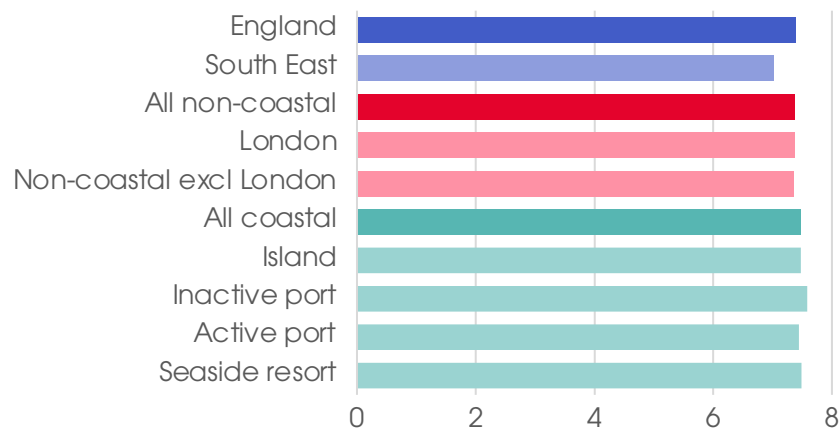 England
South East
All non-coastal
London
Non-coastal excl London
All coastal
Island
Inactive port
Active port
Seaside resort
0 2 4 6 8